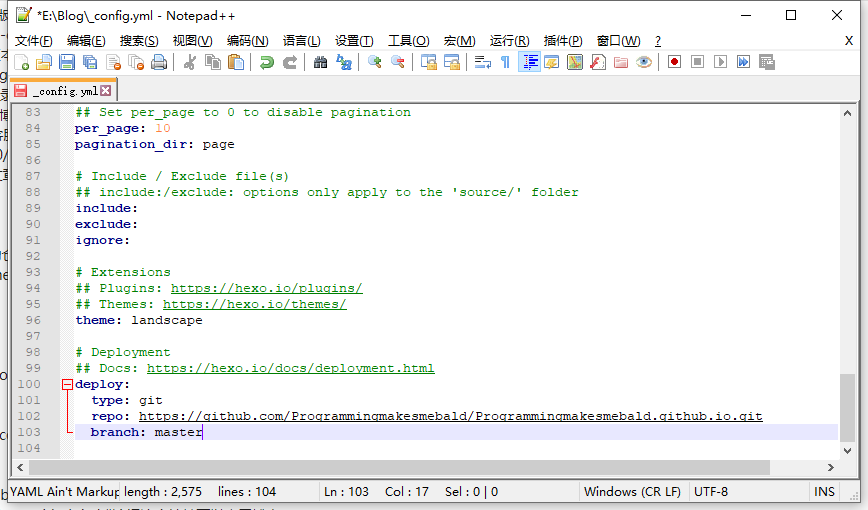 *E:\Blog\_config.yml - Notepad++
文件(F) 编辑(E) 搜索(S) 视图(V) 编码(N) 语言(L) 设置(T) 工具(O) 宏(M) 运行(R) 插件(P) 窗口(W) ? X
_config.yml
83 ## Set per_page to 0 to disable pagination
84 per_page: 10
85 pagination_dir: page
86
87 # Include / Exclude file(s)
88 ## include:/exclude: options only apply to the 'source/' folder
89 include:
90 exclude:
91 ignore:
92
93 # Extensions
94 ## Plugins: https://hexo.io/plugins/
95 ## Themes: https://hexo.io/themes/
96 theme: landscape
97
98 # Deployment
99 ## Docs: https://hexo.io/docs/deployment.html
100 deploy:
101 type: git
102 repo: https://github.com/Programmingmakesmebald/Programmingmakesmebald.github.io.git
103 branch: master
104
YAML Ain't Markup length : 2,575 lines : 104 Ln : 103 Col : 17 Sel : 0 | 0 Windows (CR LF) UTF-8 INS